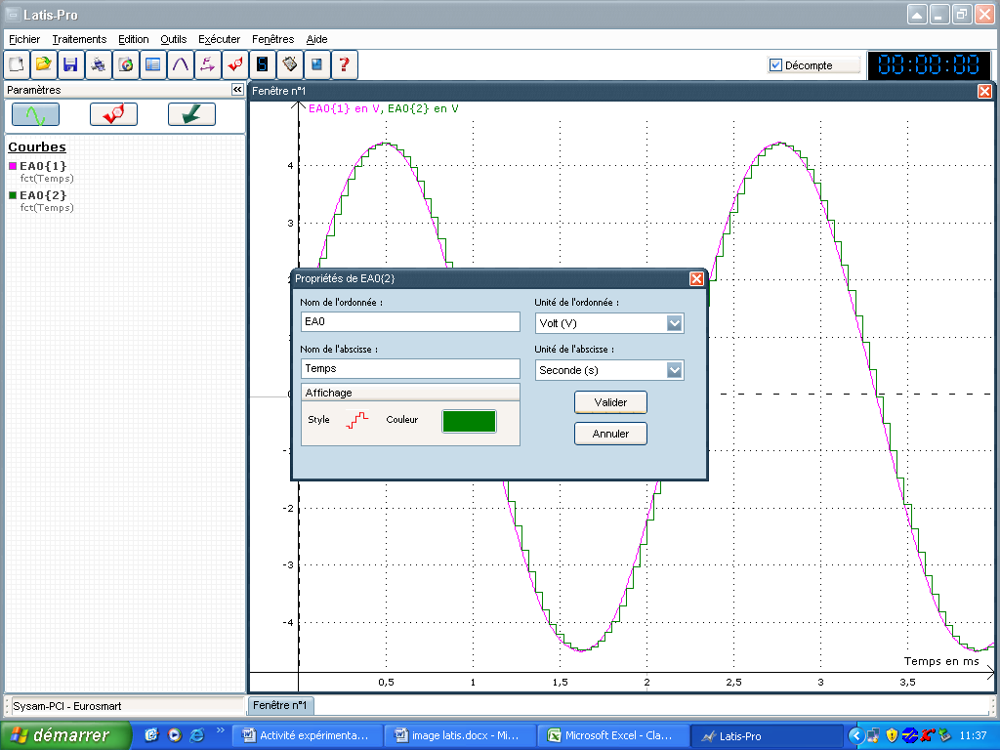 Latis-Pro
Fichier Traitements Edition Outils Exécuter Fenêtres Aide
Décompte 00:00:00
Paramètres
Courbes
EA0{1}
fct(Temps)
EA0{2}
fct(Temps)
Fenêtre n°1
EA0{1} en V, EA0{2} en V
4
3
-2
-3
-4
Temps en ms
0,5 1 1,5 2 2,5 3 3,5
Propriétés de EA0{2}
Nom de l'ordonnée :
EA0
Unité de l'ordonnée :
Volt (V)
Nom de l'abscisse :
Temps
Unité de l'abscisse :
Seconde (s)
Affichage
Style Couleur
Valider
Annuler
Sysam-PCI - Eurosmart
Fenêtre n°1
démarrer
Activité expérimenta...
image latis.docx - Mi...
Microsoft Excel - Cla...
Latis-Pro
11:37